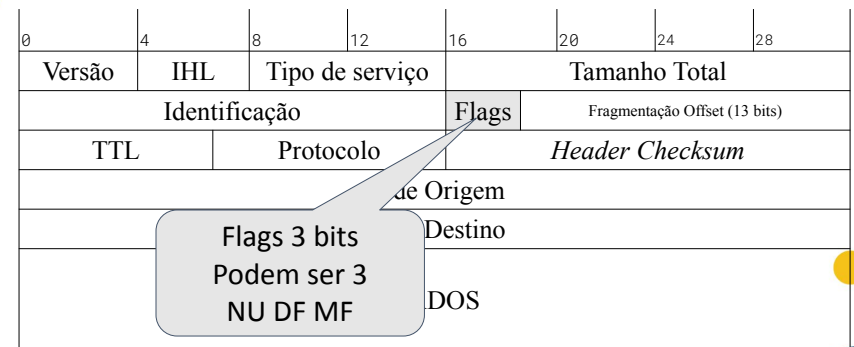 0 4 8 12 16 20 24 28
Versão IHL Tipo de serviço Tamanho Total
Identificação Flags Fragmentação Offset (13 bits)
TTL Protocolo Header Checksum
de Origem
Destino
Flags 3 bits
Podem ser 3
NU DF MF